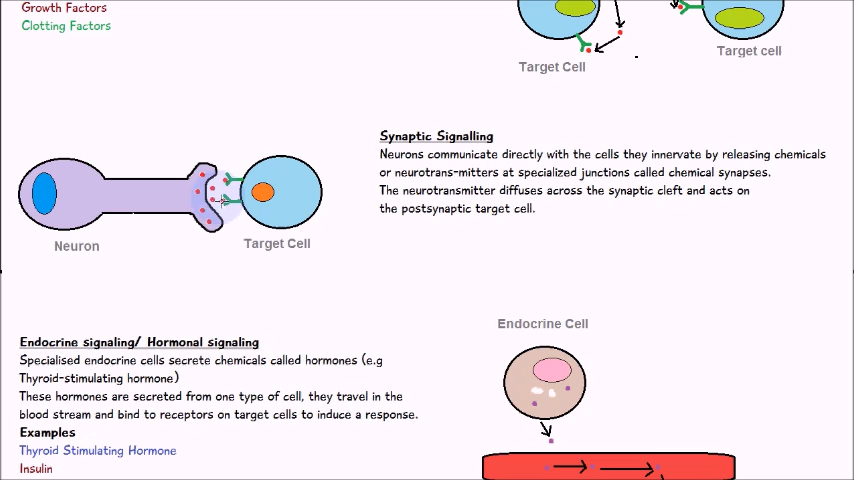 Growth Factors
Clotting Factors
Target Cell
Target cell
Synaptic Signalling
Neurons communicate directly with the cells they innervate by releasing chemicals
or neurotrans-mitters at specialized junctions called chemical synapses.
The neurotransmitter diffuses across the synaptic cleft and acts on
the postsynaptic target cell.
Neuron
Target Cell
Endocrine Cell
Endocrine signaling/ Hormonal signaling
Specialised endocrine cells secrete chemicals called hormones (e.g
Thyroid-stimulating hormone)
These hormones are secreted from one type of cell, they travel in the
blood stream and bind to receptors on target cells to induce a response.
Examples
Thyroid Stimulating Hormone
Insulin